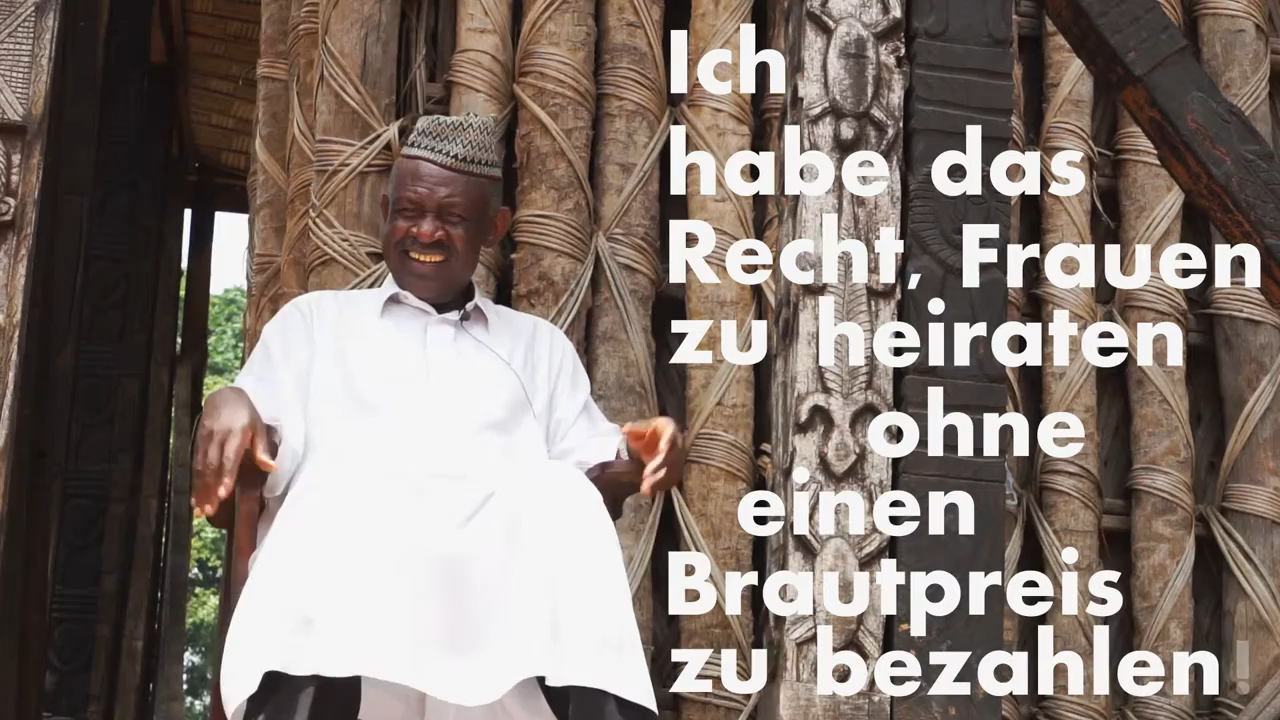 Ich
habe das
Recht, Frauen
zu heiraten
ohne
einen
Brautpreis
zu bezahlen!